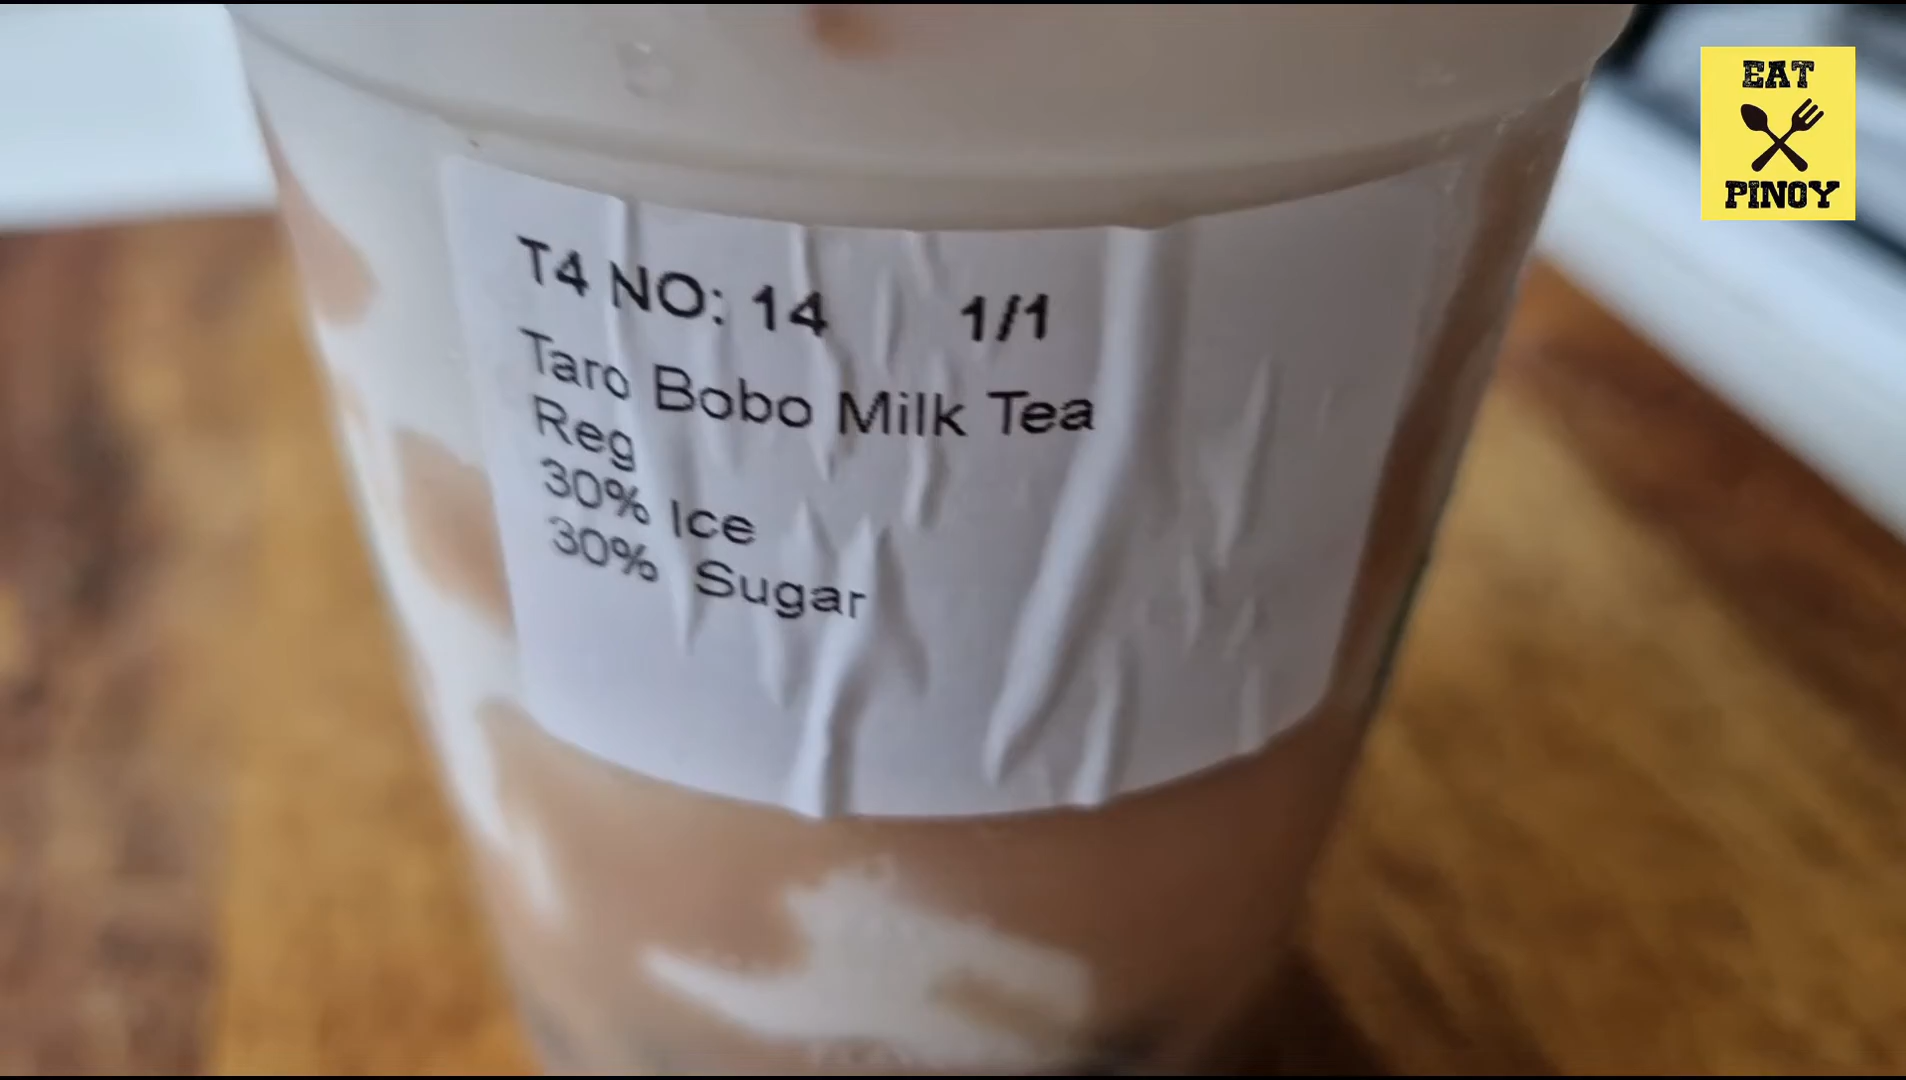 T4 NO: 14 1/1
Taro Bobo Milk Tea
Reg
30% Ice
30% Sugar
EAT
PINOY